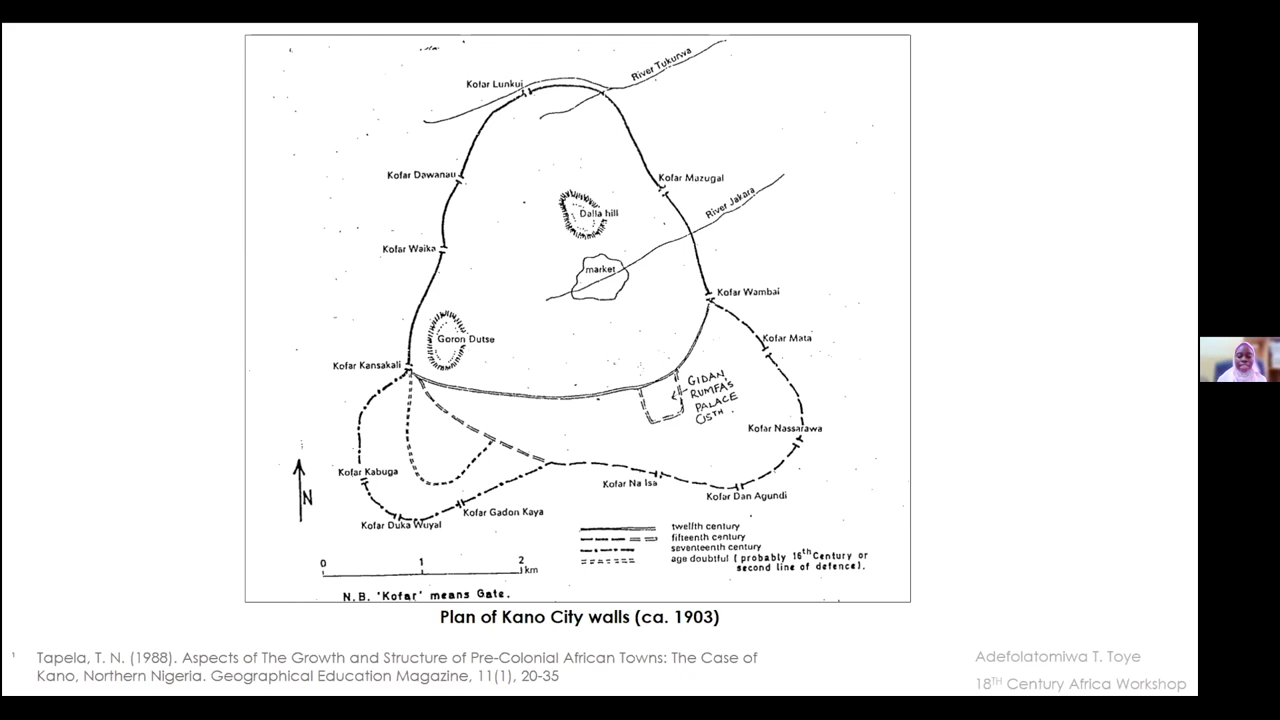 River Tukurwa
Kofar Lunkui
Kofar Dawanau
Kofar Mazugal
River Jakara
Dalla hill
Kofar Waika
market
Kofar Wambai
Goron Dutse
Kofar Mata
Kofar Kansakali
GIDAN
RUMFA'S
PALACE
Kofar Nassarawa
Kofar Kabuga
Kofar Na Isa
Kofar Dan Agundi
Kofar Gadon Kaya
Kofar Duka Wuyal
N
twelfth century
fifteenth century
seventeenth century
age doubtful (probably 16th Century or
second line of defence).
0 1 2
km
N.B. 'Kofar' means Gate.
Plan of Kano City walls (ca. 1903)
1 Tapela, T. N. (1988). Aspects of The Growth and Structure of Pre-Colonial African Towns: The Case of
Kano, Northern Nigeria. Geographical Education Magazine, 11(1), 20-35
Adefolatomiwa T. Toye
18TH Century Africa Workshop